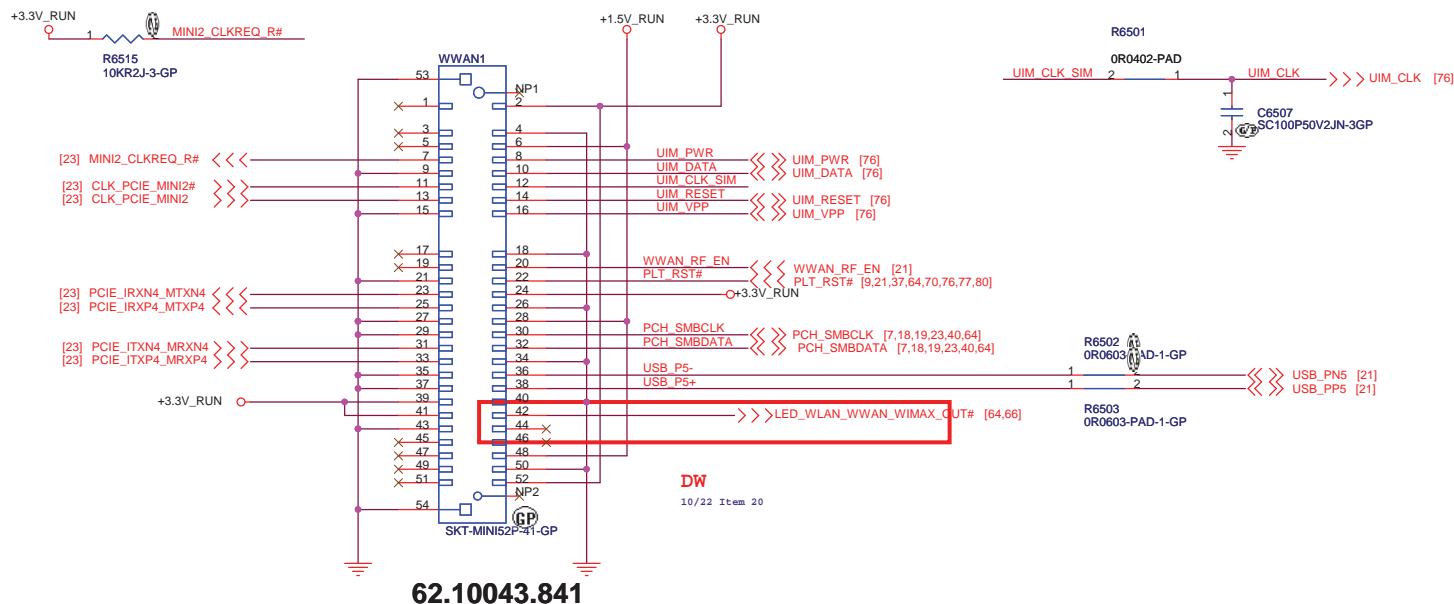 +3.3V_RUN
1
MINI2_CLKREQ_R#
R6515
10KR2J-3-GP
+1.5V_RUN
+3.3V_RUN
R6501
0R0402-PAD
UIM_CLK_SIM 2 1 UIM_CLK
UIM_CLK [76]
1
C6507
SC100P50V2JN-3GP
2
WWAN1
53
NP1
1 2
3 4
5 6
[23] MINI2_CLKREQ_R# 7 8 UIM_PWR UIM_PWR [76]
9 10 UIM_DATA UIM_DATA [76]
[23] CLK_PCIE_MINI2# 11 12 UIM_CLK_SIM
[23] CLK_PCIE_MINI2 13 14 UIM_RESET UIM_RESET [76]
15 16 UIM_VPP UIM_VPP [76]
17 18
19 20 WWAN_RF_EN WWAN_RF_EN [21]
21 22 PLT_RST# PLT_RST# [9,21,37,64,70,76,77,80]
[23] PCIE_IRXN4_MTXN4 23 24 +3.3V_RUN
[23] PCIE_IRXP4_MTXP4 25 26
27 28
29 30 PCH_SMBCLK PCH_SMBCLK [7,18,19,23,40,64]
[23] PCIE_ITXN4_MRXN4 31 32 PCH_SMBDATA PCH_SMBDATA [7,18,19,23,40,64]
[23] PCIE_ITXP4_MRXP4 33 34
R6502
35 36 USB_P5- 1 2 USB_PN5 [21]
37 38 USB_P5+ 1 2 USB_PP5 [21]
+3.3V_RUN 39 40
R6503
0R0603-PAD-1-GP
41 42 LED_WLAN_WWAN_WIMAX_OUT# [64,66]
43 44
45 46
47 48
49 50
51 52
NP2
54
GP
SKT-MINI52P-41-GP
DW
10/22 Item 20
62.10043.841